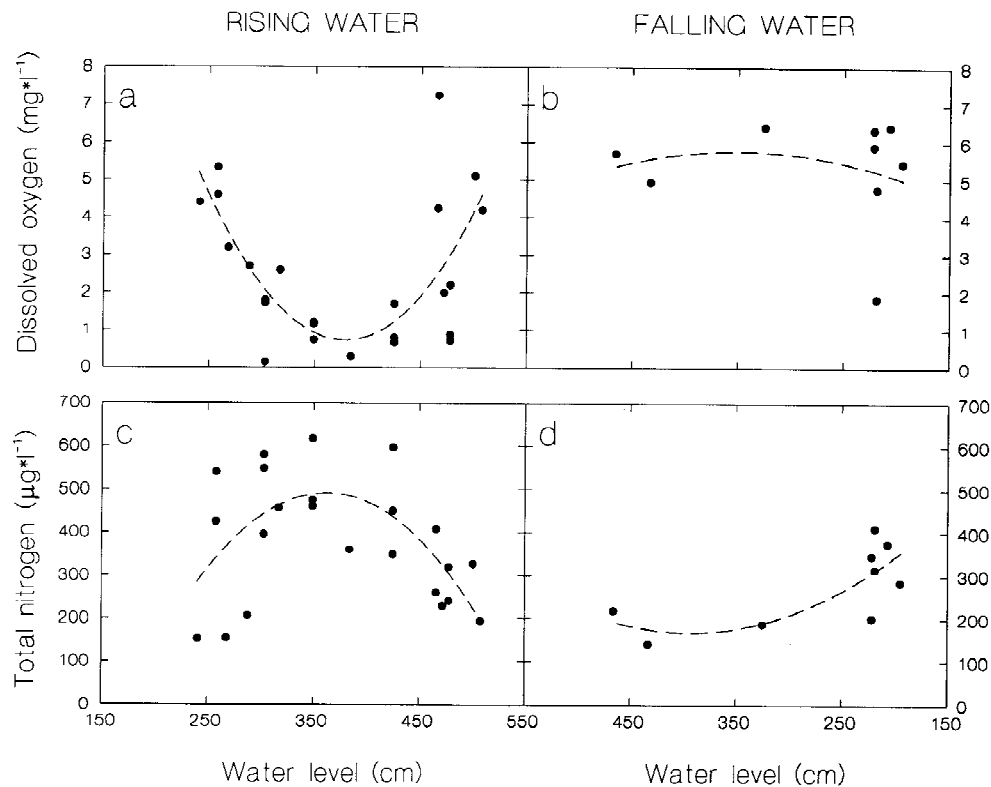 RISING WATER FALLING WATER
Dissolved oxygen (mg*l⁻¹)
8 7 6 5 4 3 2 1 0
a
b
8 7 6 5 4 3 2 1 0
Total nitrogen (µg*l⁻¹)
700 600 500 400 300 200 100 0
c
d
700 600 500 400 300 200 100 0
150 250 350 450 550 450 350 250 150
Water level (cm) Water level (cm)